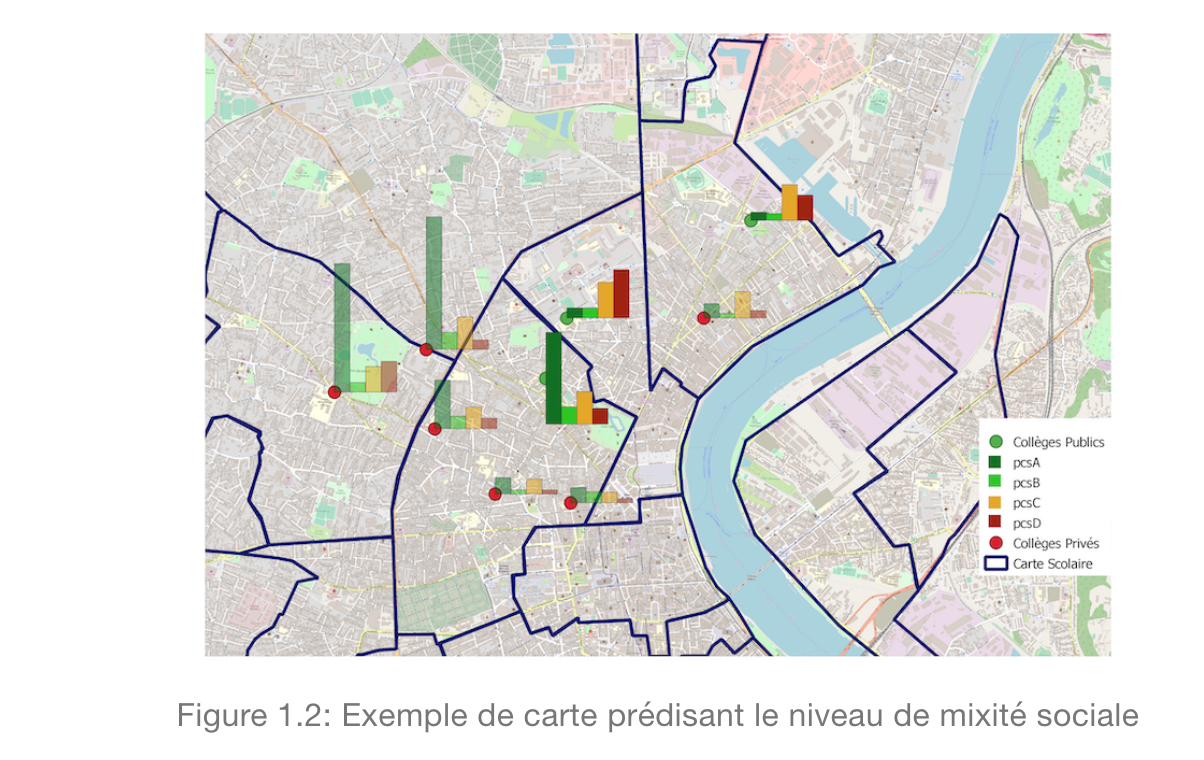 Collèges Publics
pcsA
pcsB
pcsC
pcsD
Collèges Privés
Carte Scolaire
Figure 1.2: Exemple de carte prédisant le niveau de mixité sociale